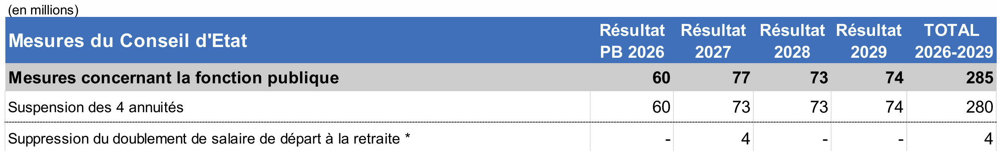 (en millions)
Mesures du Conseil d'Etat Résultat PB 2026 Résultat 2027 Résultat 2028 Résultat 2029 TOTAL 2026-2029
Mesures concernant la fonction publique 60 77 73 74 285
Suspension des 4 annuités 60 73 73 74 280
Suppression du doublement de salaire de départ à la retraite * - 4 - - 4